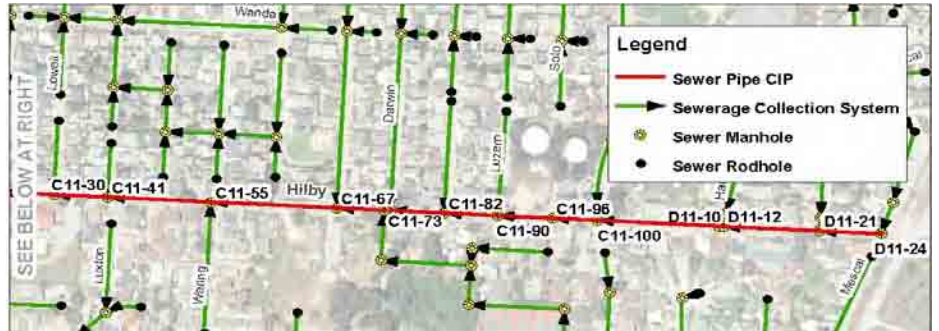 Wanda
Lowell
Darwin
Luzern
Solo
Legend
Sewer Pipe CIP
Sewerage Collection System
Sewer Manhole
Sewer Rodhole
SEE BELOW AT RIGHT
C11-30
C11-41
C11-55
Hilby
C11-67
C11-73
C11-82
C11-90
C11-96
C11-100
D11-10
D11-12
D11-21
D11-24
Luxton
Waring
Mescal